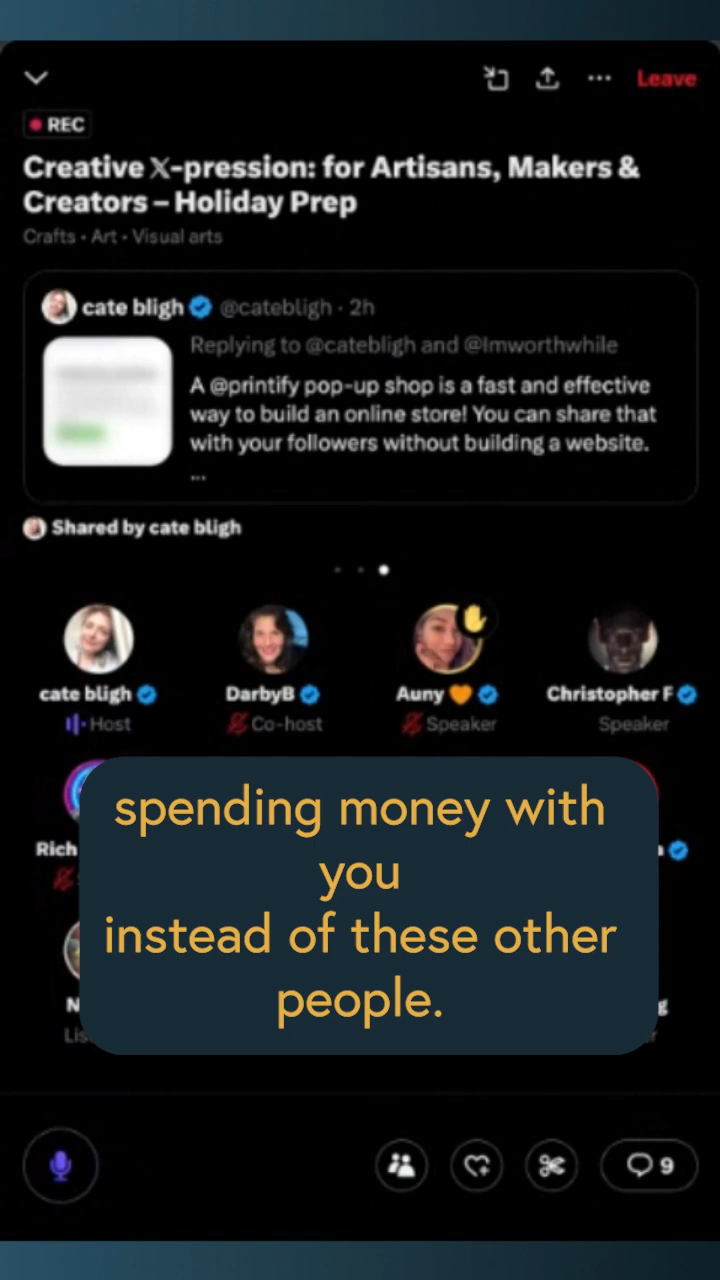 Leave
REC
Creative 𝕏-pression: for Artisans, Makers &
Creators – Holiday Prep
Crafts • Art • Visual arts
cate bligh @catebligh · 2h
Replying to @catebligh and @Imworthwhile
A @printify pop-up shop is a fast and effective
way to build an online store! You can share that
with your followers without building a website.
...
Shared by cate bligh
cate bligh DarbyB Auny 🧡 Christopher F
Host Co-host Speaker Speaker
Rich
spending money with
you
instead of these other
people.
9